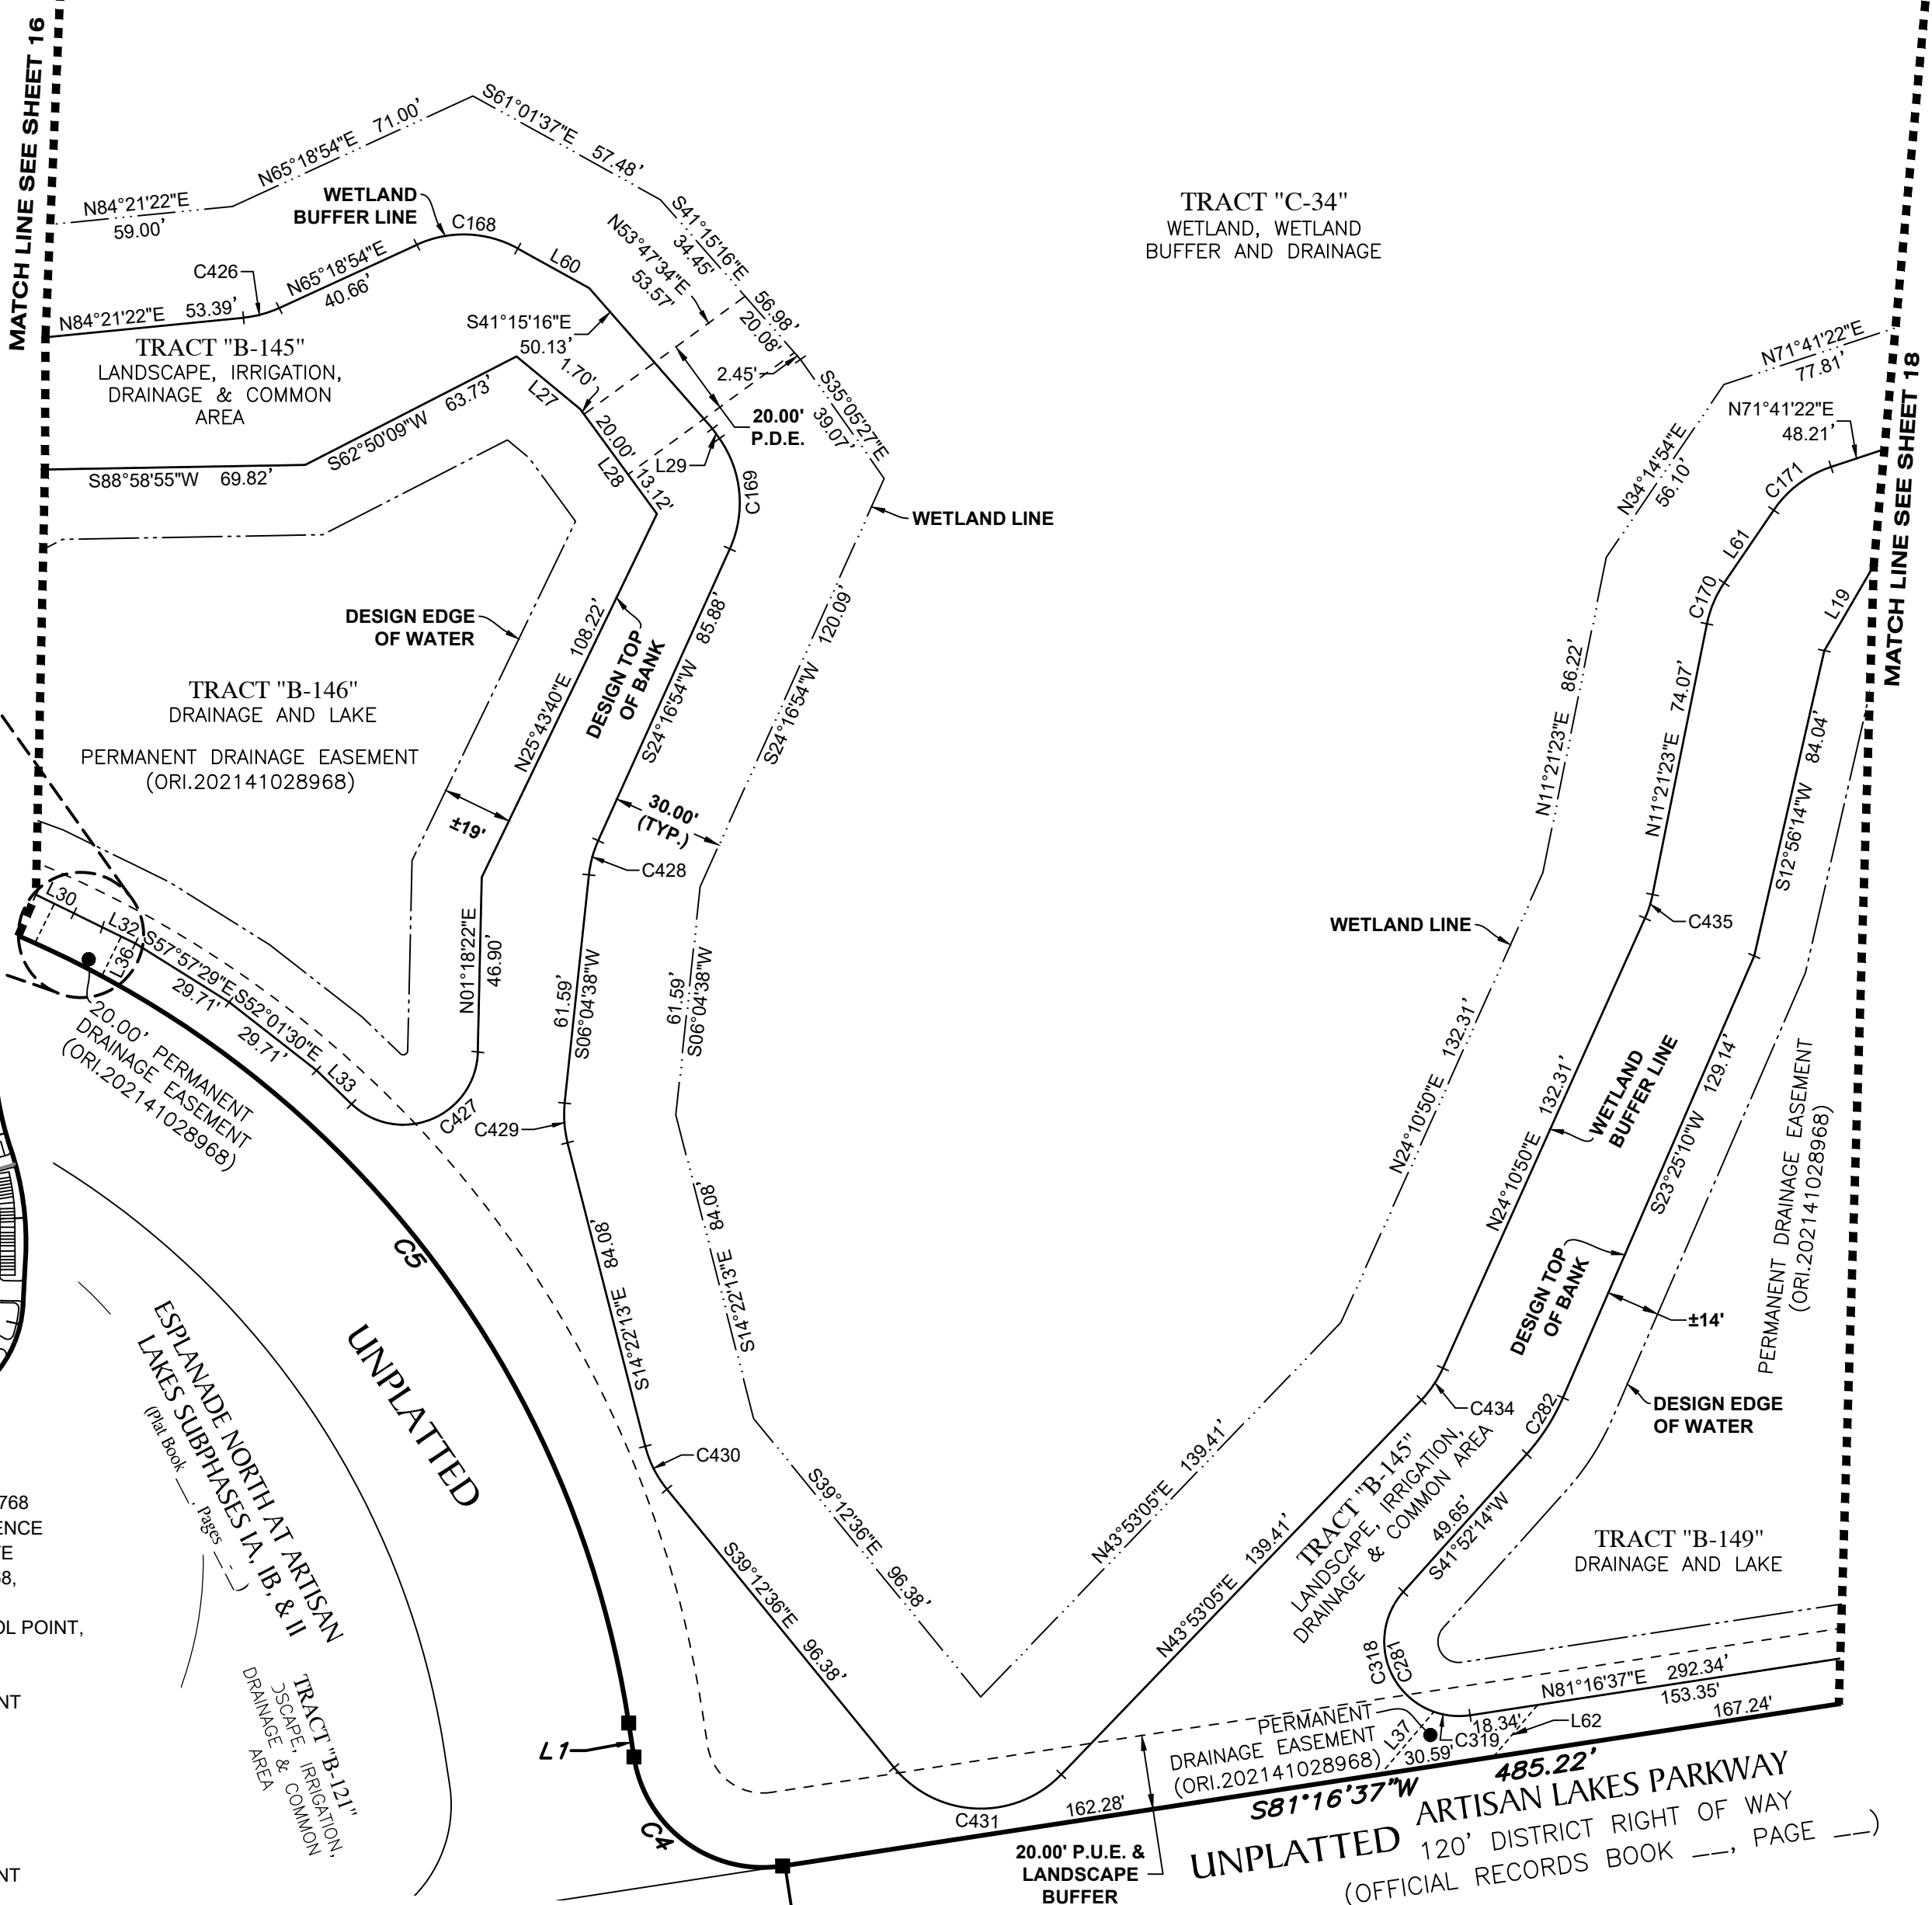 MATCH LINE SEE SHEET 16
N84°21'22"E
59.00'
N65°18'54"E 71.00'
S61°01'37"E 57.48'
WETLAND
BUFFER LINE
C168
L60
S41°15'16"E
34.45'
56.98'
20.08'
N53°47'34"E
53.57'
TRACT "C-34"
WETLAND, WETLAND
BUFFER AND DRAINAGE
C426
N65°18'54"E
40.66'
N84°21'22"E 53.39'
S41°15'16"E
50.13'
TRACT "B-145"
LANDSCAPE, IRRIGATION,
DRAINAGE & COMMON
AREA
1.70'
2.45'
S35°05'27"E
39.07'
20.00'
P.D.E.
L27
S62°50'09"W 63.73'
20.00'
L28
13.12'
L29
C169
S88°58'55"W 69.82'
WETLAND LINE
N71°41'22"E
77.81'
N71°41'22"E
48.21'
MATCH LINE SEE SHEET 18
N34°14'54"E
56.10'
C171
L61
C170
L19
DESIGN EDGE
OF WATER
N25°43'40"E 108.22'
DESIGN TOP
OF BANK
S24°16'54"W 85.88'
S24°16'54"W 120.09'
TRACT "B-146"
DRAINAGE AND LAKE
PERMANENT DRAINAGE EASEMENT
(ORI.202141028968)
±19'
30.00'
(TYP.)
C428
N11°21'23"E 86.22'
N11°21'23"E 74.07'
S12°56'14"W 84.04'
L30
L32
L36
S57°57'29"E
29.71'
S52°01'30"E
29.71'
L33
20.00' PERMANENT
DRAINAGE EASEMENT
(ORI.202141028968)
N01°18'22"E
46.90'
C427
C429
61.59'
S06°04'38"W
61.59'
S06°04'38"W
WETLAND LINE
C435
N24°10'50"E 132.31'
N24°10'50"E 132.31'
WETLAND
BUFFER LINE
S23°25'10"W 129.14'
PERMANENT DRAINAGE EASEMENT
(ORI.202141028968)
C5
UNPLATTED
ESPLANADE NORTH AT ARTISAN
LAKES SUBPHASES IA, IB, & II
(Plat Book __, Pages __-__)
S14°22'13"E 84.08'
S14°22'13"E 84.08'
C430
DESIGN TOP
OF BANK
±14'
DESIGN EDGE
OF WATER
C434
C282
S39°12'36"E 96.38'
S39°12'36"E 96.38'
N43°53'05"E 139.41'
N43°53'05"E 139.41'
TRACT "B-145"
LANDSCAPE, IRRIGATION,
DRAINAGE & COMMON AREA
49.65'
S41°52'14"W
TRACT "B-149"
DRAINAGE AND LAKE
768
ENCE
OL POINT,
NT
NT
TRACT "B-121"
DRAINAGE & COMMON
AREA
C318
C281
N81°16'37"E 292.34'
153.35'
167.24'
L1
C4
C431
162.28'
PERMANENT
DRAINAGE EASEMENT
(ORI.202141028968)
L37
30.59'
18.34'
C319
L62
S81°16'37"W 485.22'
20.00' P.U.E. &
LANDSCAPE
BUFFER
UNPLATTED ARTISAN LAKES PARKWAY
120' DISTRICT RIGHT OF WAY
(OFFICIAL RECORDS BOOK __, PAGE __)